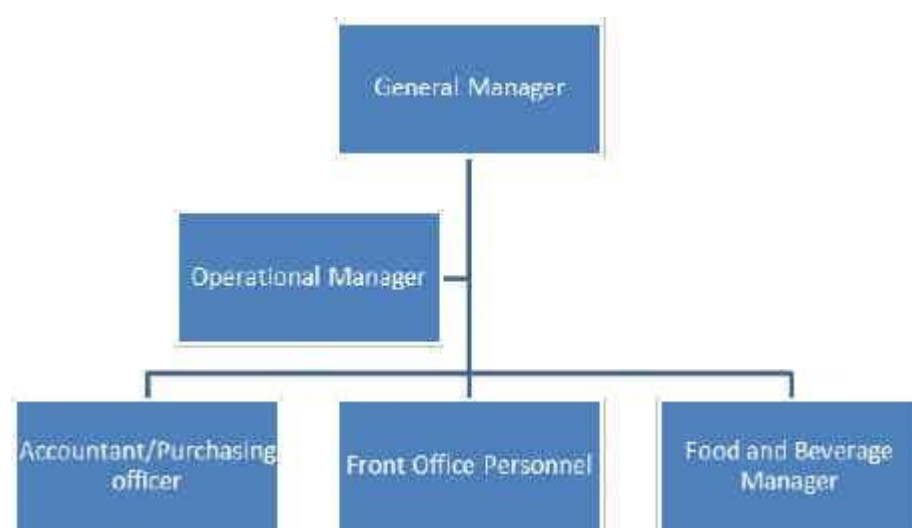 General Manager
Operational Manager
Accountant/Purchasing
officer
Front Office Personnel
Food and Beverage
Manager